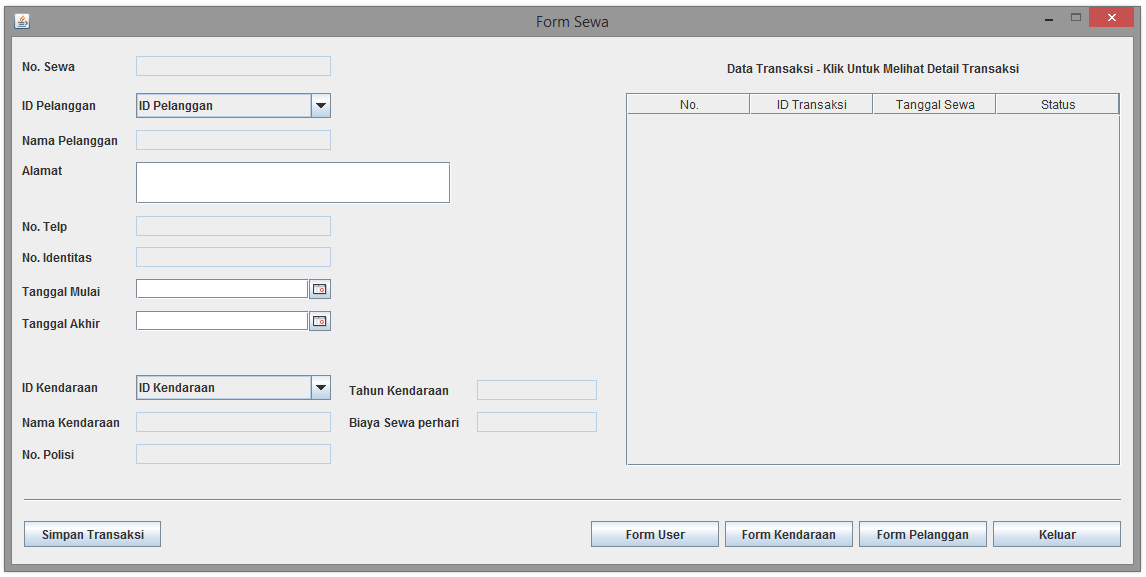 Form Sewa
No. Sewa
ID Pelanggan
ID Pelanggan
Nama Pelanggan
Alamat
No. Telp
No. Identitas
Tanggal Mulai
Tanggal Akhir
ID Kendaraan
ID Kendaraan
Tahun Kendaraan
Nama Kendaraan
Biaya Sewa perhari
No. Polisi
Data Transaksi - Klik Untuk Melihat Detail Transaksi
No. ID Transaksi Tanggal Sewa Status
Simpan Transaksi
Form User
Form Kendaraan
Form Pelanggan
Keluar